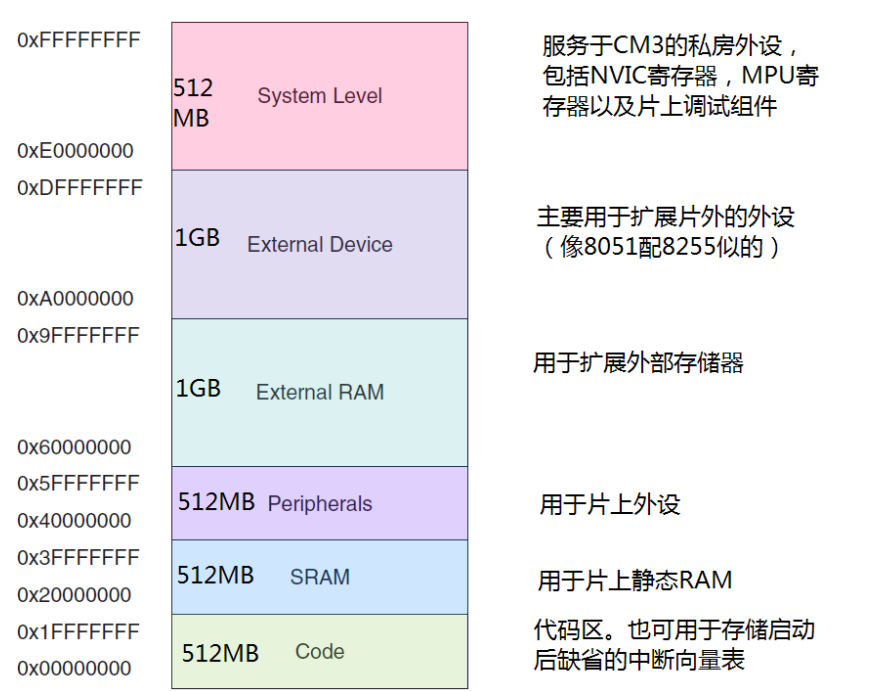 0xFFFFFFFF
512
MB
System Level
服务于CM3的私房外设，
包括NVIC寄存器，MPU寄
存器以及片上调试组件
0xE0000000
0xDFFFFFFF
1GB
External Device
主要用于扩展片外的外设
（像8051配8255似的）
0xA0000000
0x9FFFFFFF
1GB
External RAM
用于扩展外部存储器
0x60000000
0x5FFFFFFF
512MB
Peripherals
用于片上外设
0x40000000
0x3FFFFFFF
512MB
SRAM
用于片上静态RAM
0x20000000
0x1FFFFFFF
512MB
Code
代码区。也可用于存储启动
后缺省的中断向量表
0x00000000